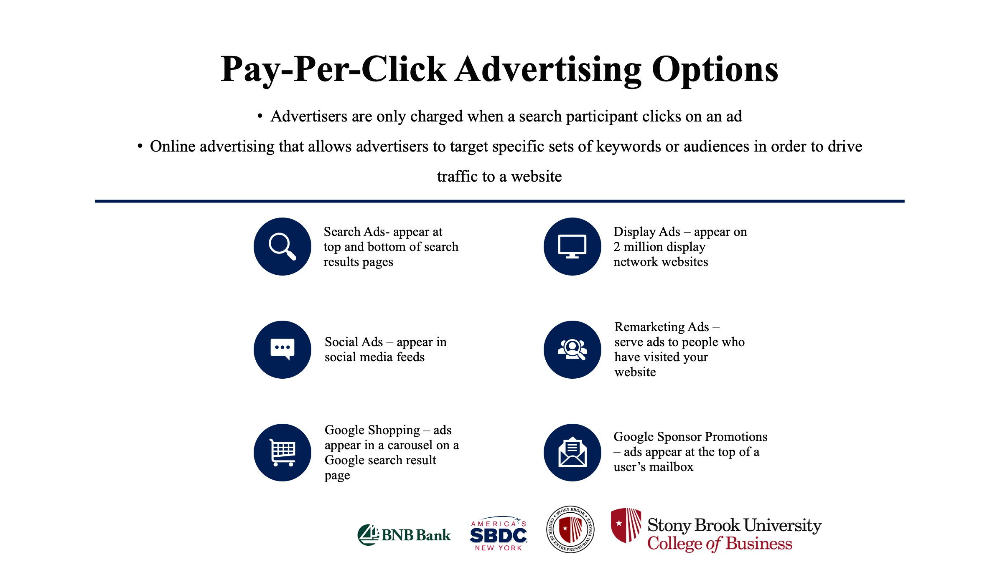 Pay-Per-Click Advertising Options
• Advertisers are only charged when a search participant clicks on an ad
• Online advertising that allows advertisers to target specific sets of keywords or audiences in order to drive
traffic to a website
Search Ads- appear at
top and bottom of search
results pages
Display Ads – appear on
2 million display
network websites
Social Ads – appear in
social media feeds
Remarketing Ads –
serve ads to people who
have visited your
website
Google Shopping – ads
appear in a carousel on a
Google search result
page
Google Sponsor Promotions
– ads appear at the top of a
user’s mailbox
BNB Bank
AMERICA'S
SBDC
NEW YORK
STONY BROOK
CENTER OF ENTREPRENEURIAL FINANCE
Stony Brook University
College of Business